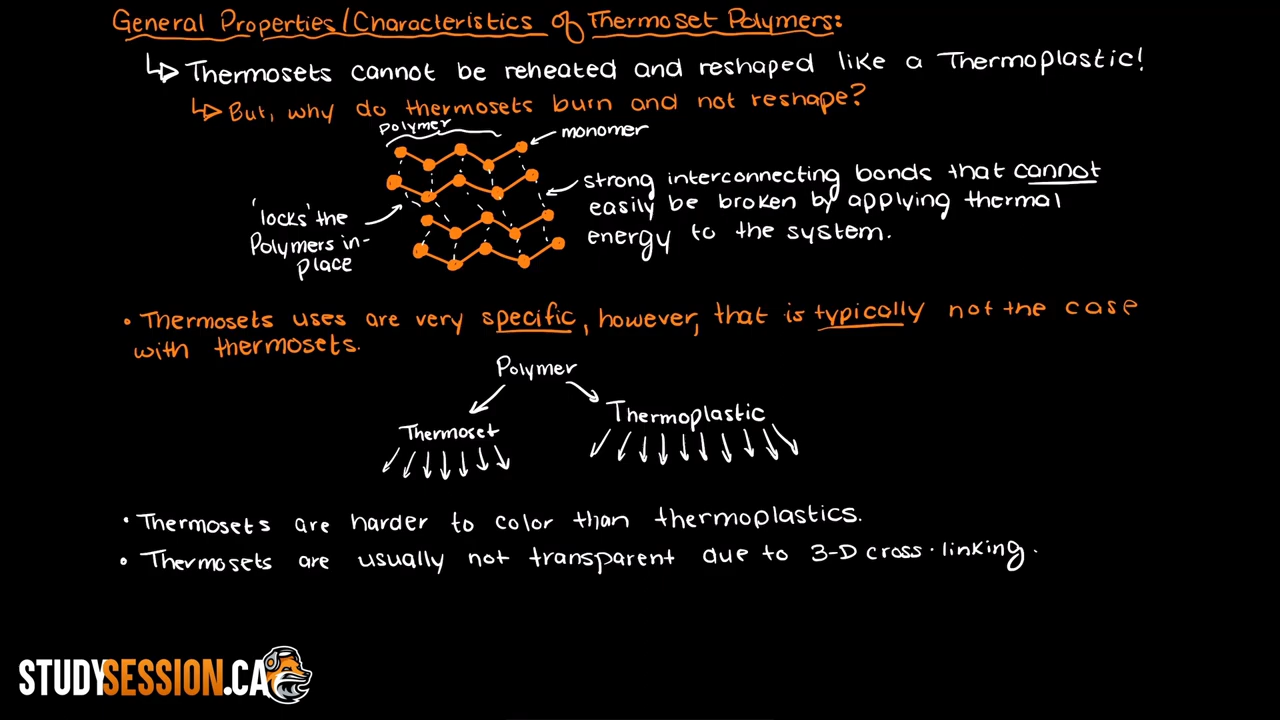 General Properties/Characteristics of Thermoset Polymers:
Thermosets cannot be reheated and reshaped like a Thermoplastic!
But, why do thermosets burn and not reshape?
Polymer
monomer
strong interconnecting bonds that cannot
easily be broken by applying thermal
energy to the system.
'locks' the
Polymers in-
place
• Thermosets uses are very specific, however, that is typically not the case
with thermosets.
Polymer
Thermoset
Thermoplastic
• Thermosets are harder to color than thermoplastics.
• Thermosets are usually not transparent due to 3-D cross-linking.
STUDYSESSION.CA